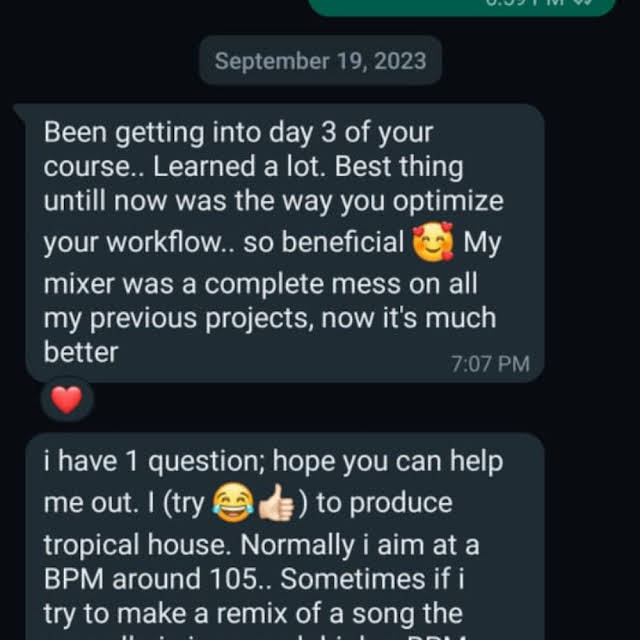 September 19, 2023
Been getting into day 3 of your
course.. Learned a lot. Best thing
untill now was the way you optimize
your workflow.. so beneficial 🥰 My
mixer was a complete mess on all
my previous projects, now it's much
better
7:07 PM
❤️
i have 1 question; hope you can help
me out. I (try 😂👍🏻) to produce
tropical house. Normally i aim at a
BPM around 105.. Sometimes if i
try to make a remix of a song the